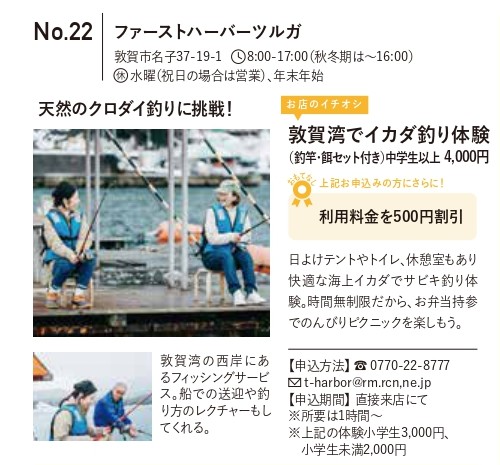 No.22
ファーストハーバーツルガ
敦賀市名子37-19-1 8:00-17:00（秋冬期は〜16:00）
休 水曜（祝日の場合は営業）、年末年始
天然のクロダイ釣りに挑戦！
お店のイチオシ
敦賀湾でイカダ釣り体験
（釣竿・餌セット付き）中学生以上 4,000円
おもてなし
上記お申込みの方にさらに！
利用料金を500円割引
日よけテントやトイレ、休憩室もあり
快適な海上イカダでサビキ釣り体
験。時間無制限だから、お弁当持参
でのんびりピクニックを楽しもう。
敦賀湾の西岸にあ
るフィッシングサービ
ス。船での送迎や釣
り方のレクチャーもし
てくれる。
【申込方法】☎ 0770-22-8777
t-harbor@rm.rcn,ne.jp
【申込期間】 直接来店にて
※所要は1時間〜
※上記の体験小学生3,000円、
小学生未満2,000円